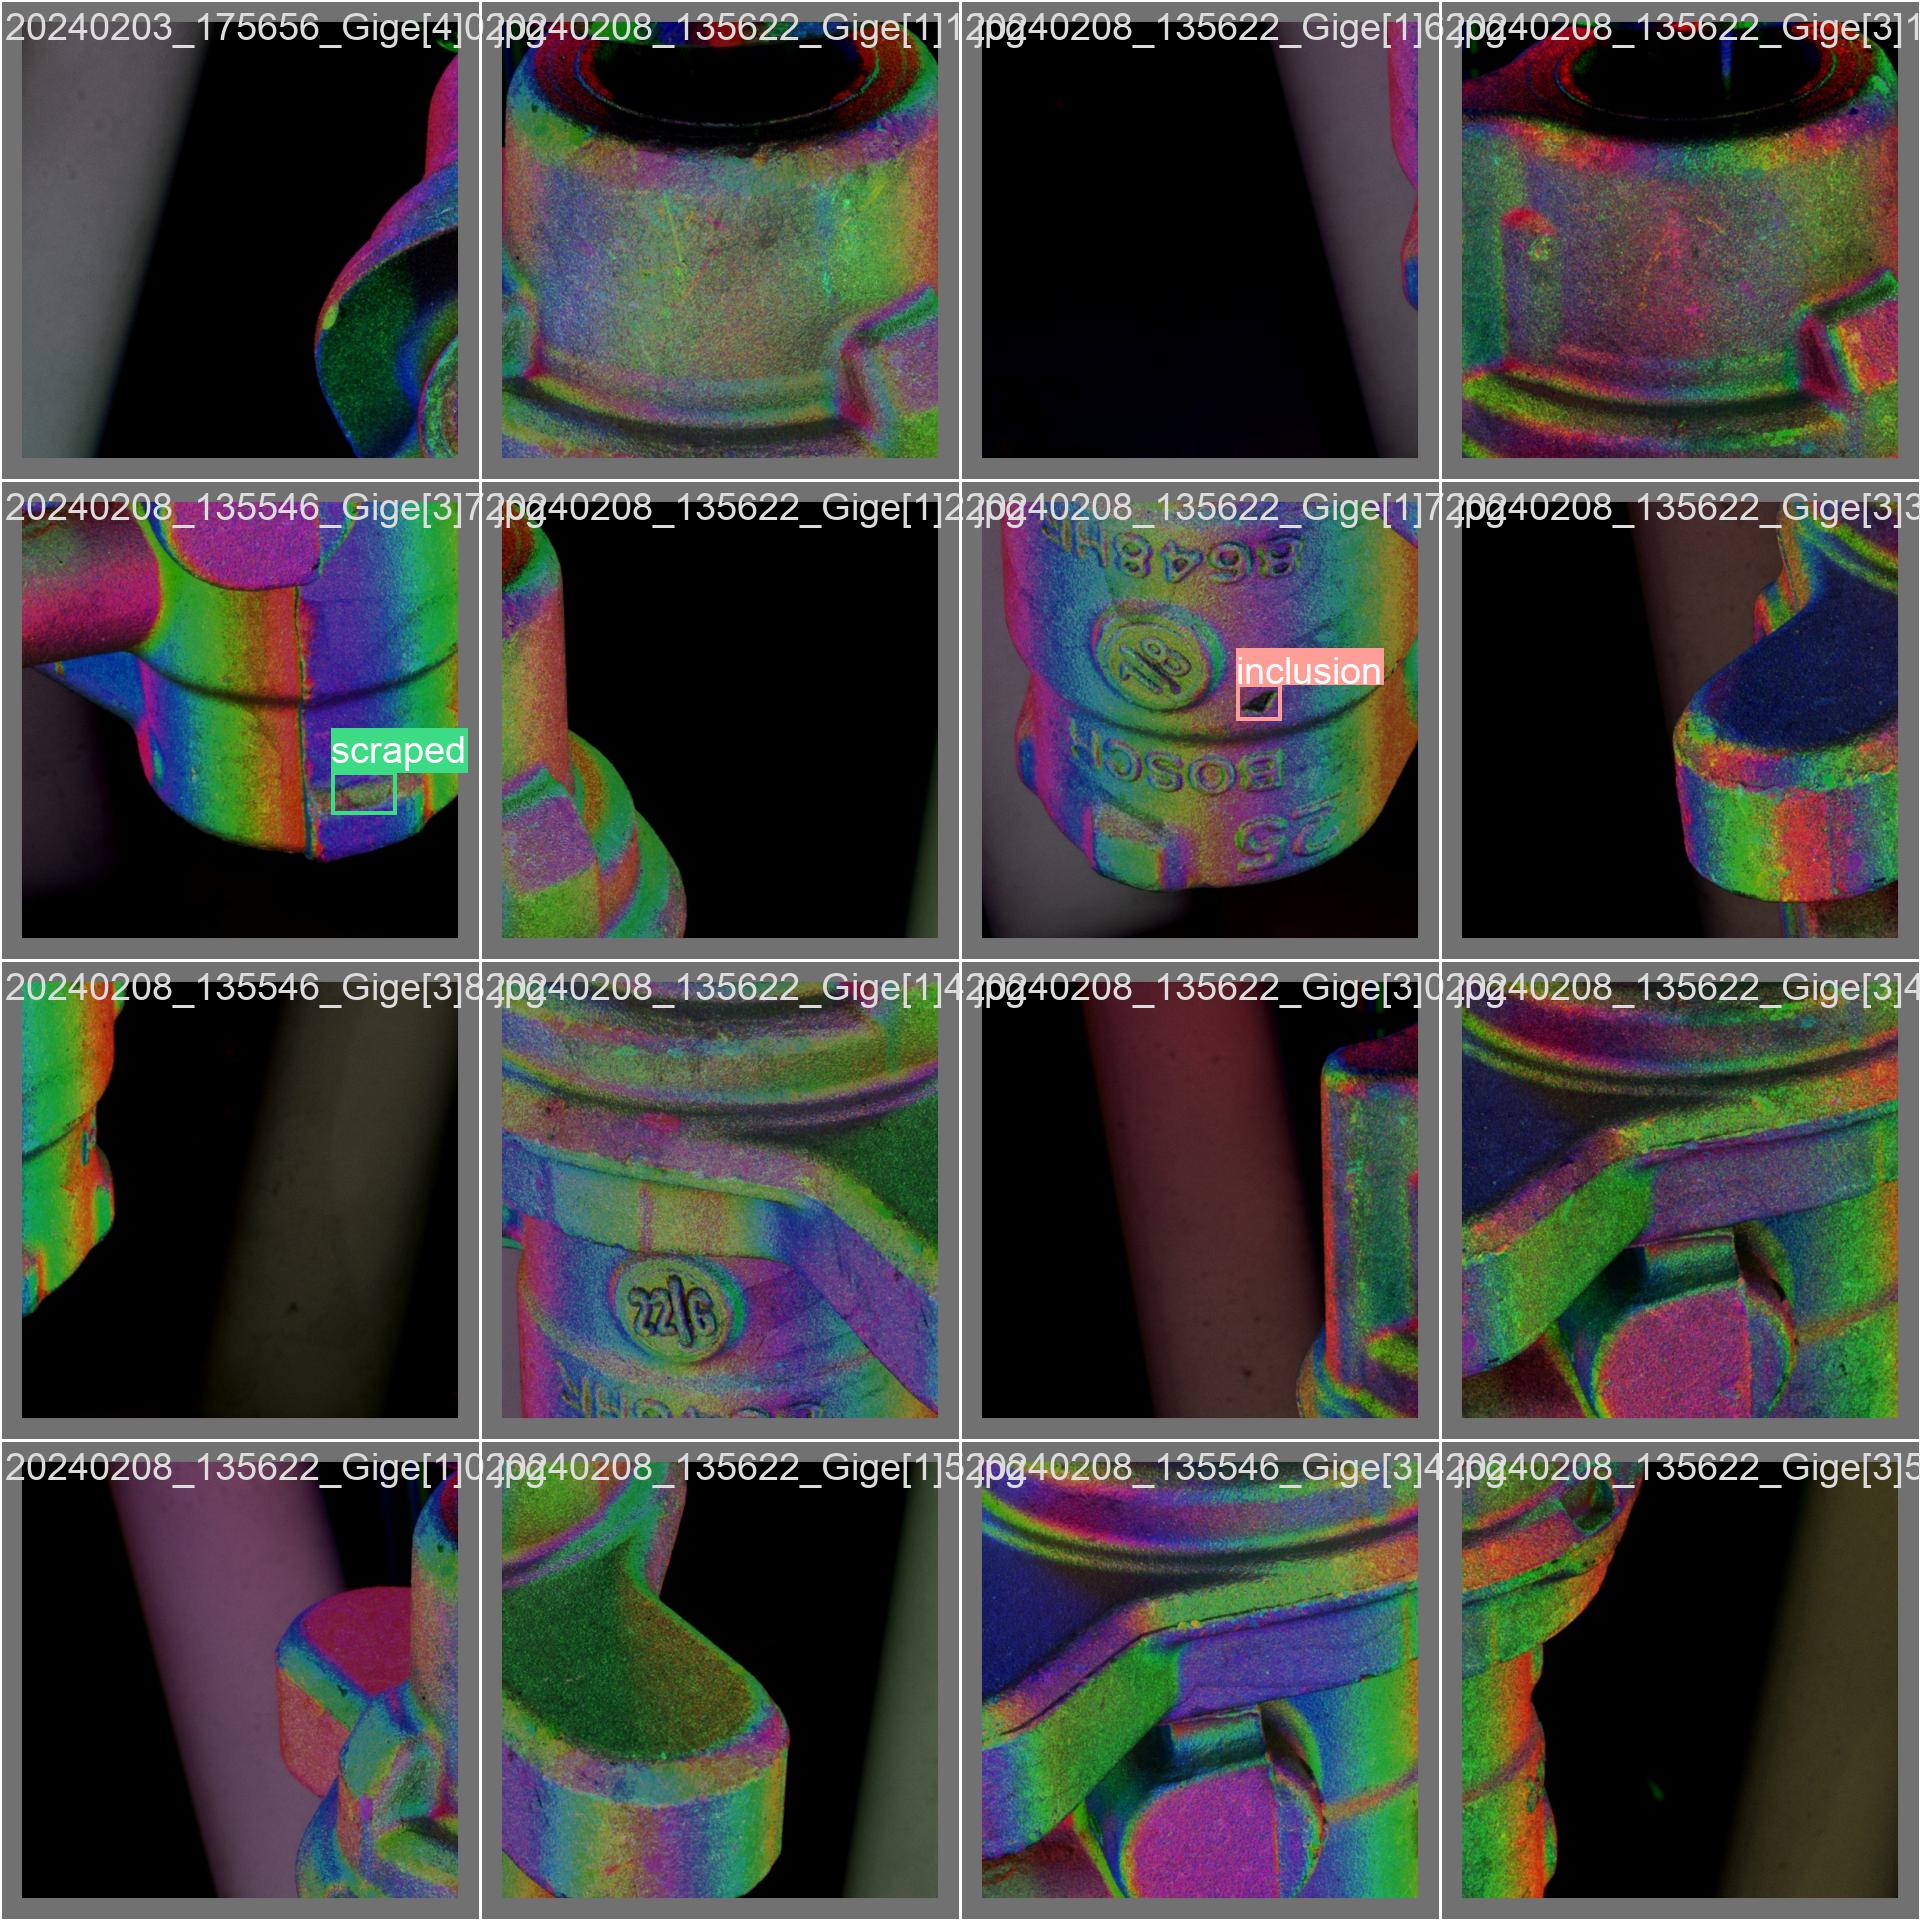 20240203_175656_Gige[4]0.jpg
20240208_135622_Gige[1]1.jpg
20240208_135622_Gige[1]6.jpg
20240208_135622_Gige[3]1
20240208_135546_Gige[3]7.jpg
20240208_135622_Gige[1]2.jpg
20240208_135622_Gige[1]7.jpg
20240208_135622_Gige[3]3
B648HF
1/8
inclusion
BOSCH
25
scraped
20240208_135546_Gige[3]8.jpg
20240208_135622_Gige[1]4.jpg
20240208_135622_Gige[3]0.jpg
20240208_135622_Gige[3]4
22/6
20240208_135622_Gige[1]0.jpg
20240208_135622_Gige[1]5.jpg
20240208_135546_Gige[3]4.jpg
20240208_135622_Gige[3]5